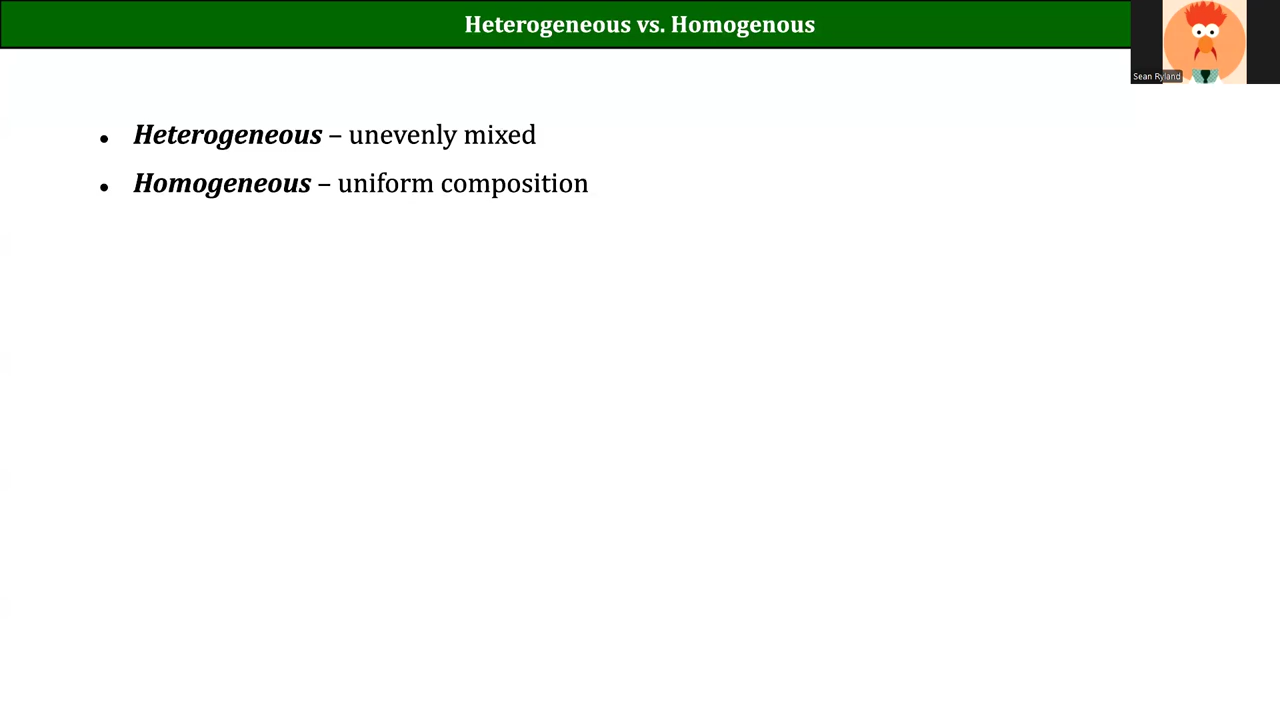 Heterogeneous vs. Homogenous
Sean Ryland
• Heterogeneous – unevenly mixed
• Homogeneous – uniform composition